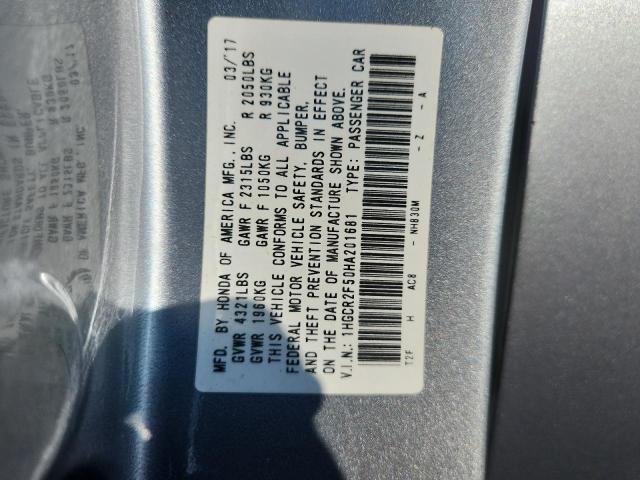 MFD. BY HONDA OF AMERICA MFG., INC. 03/'17
GVWR 4321LBS GAWR F 2315LBS R 2050LBS
GVWR 1960KG GAWR F 1050KG R 930KG
THIS VEHICLE CONFORMS TO ALL APPLICABLE
FEDERAL MOTOR VEHICLE SAFETY, BUMPER,
AND THEFT PREVENTION STANDARDS IN EFFECT
ON THE DATE OF MANUFACTURE SHOWN ABOVE.
V.I.N.: 1HGCR2F50HA201681 TYPE: PASSENGER CAR
T2F H AC8 - NH830M - Z - A